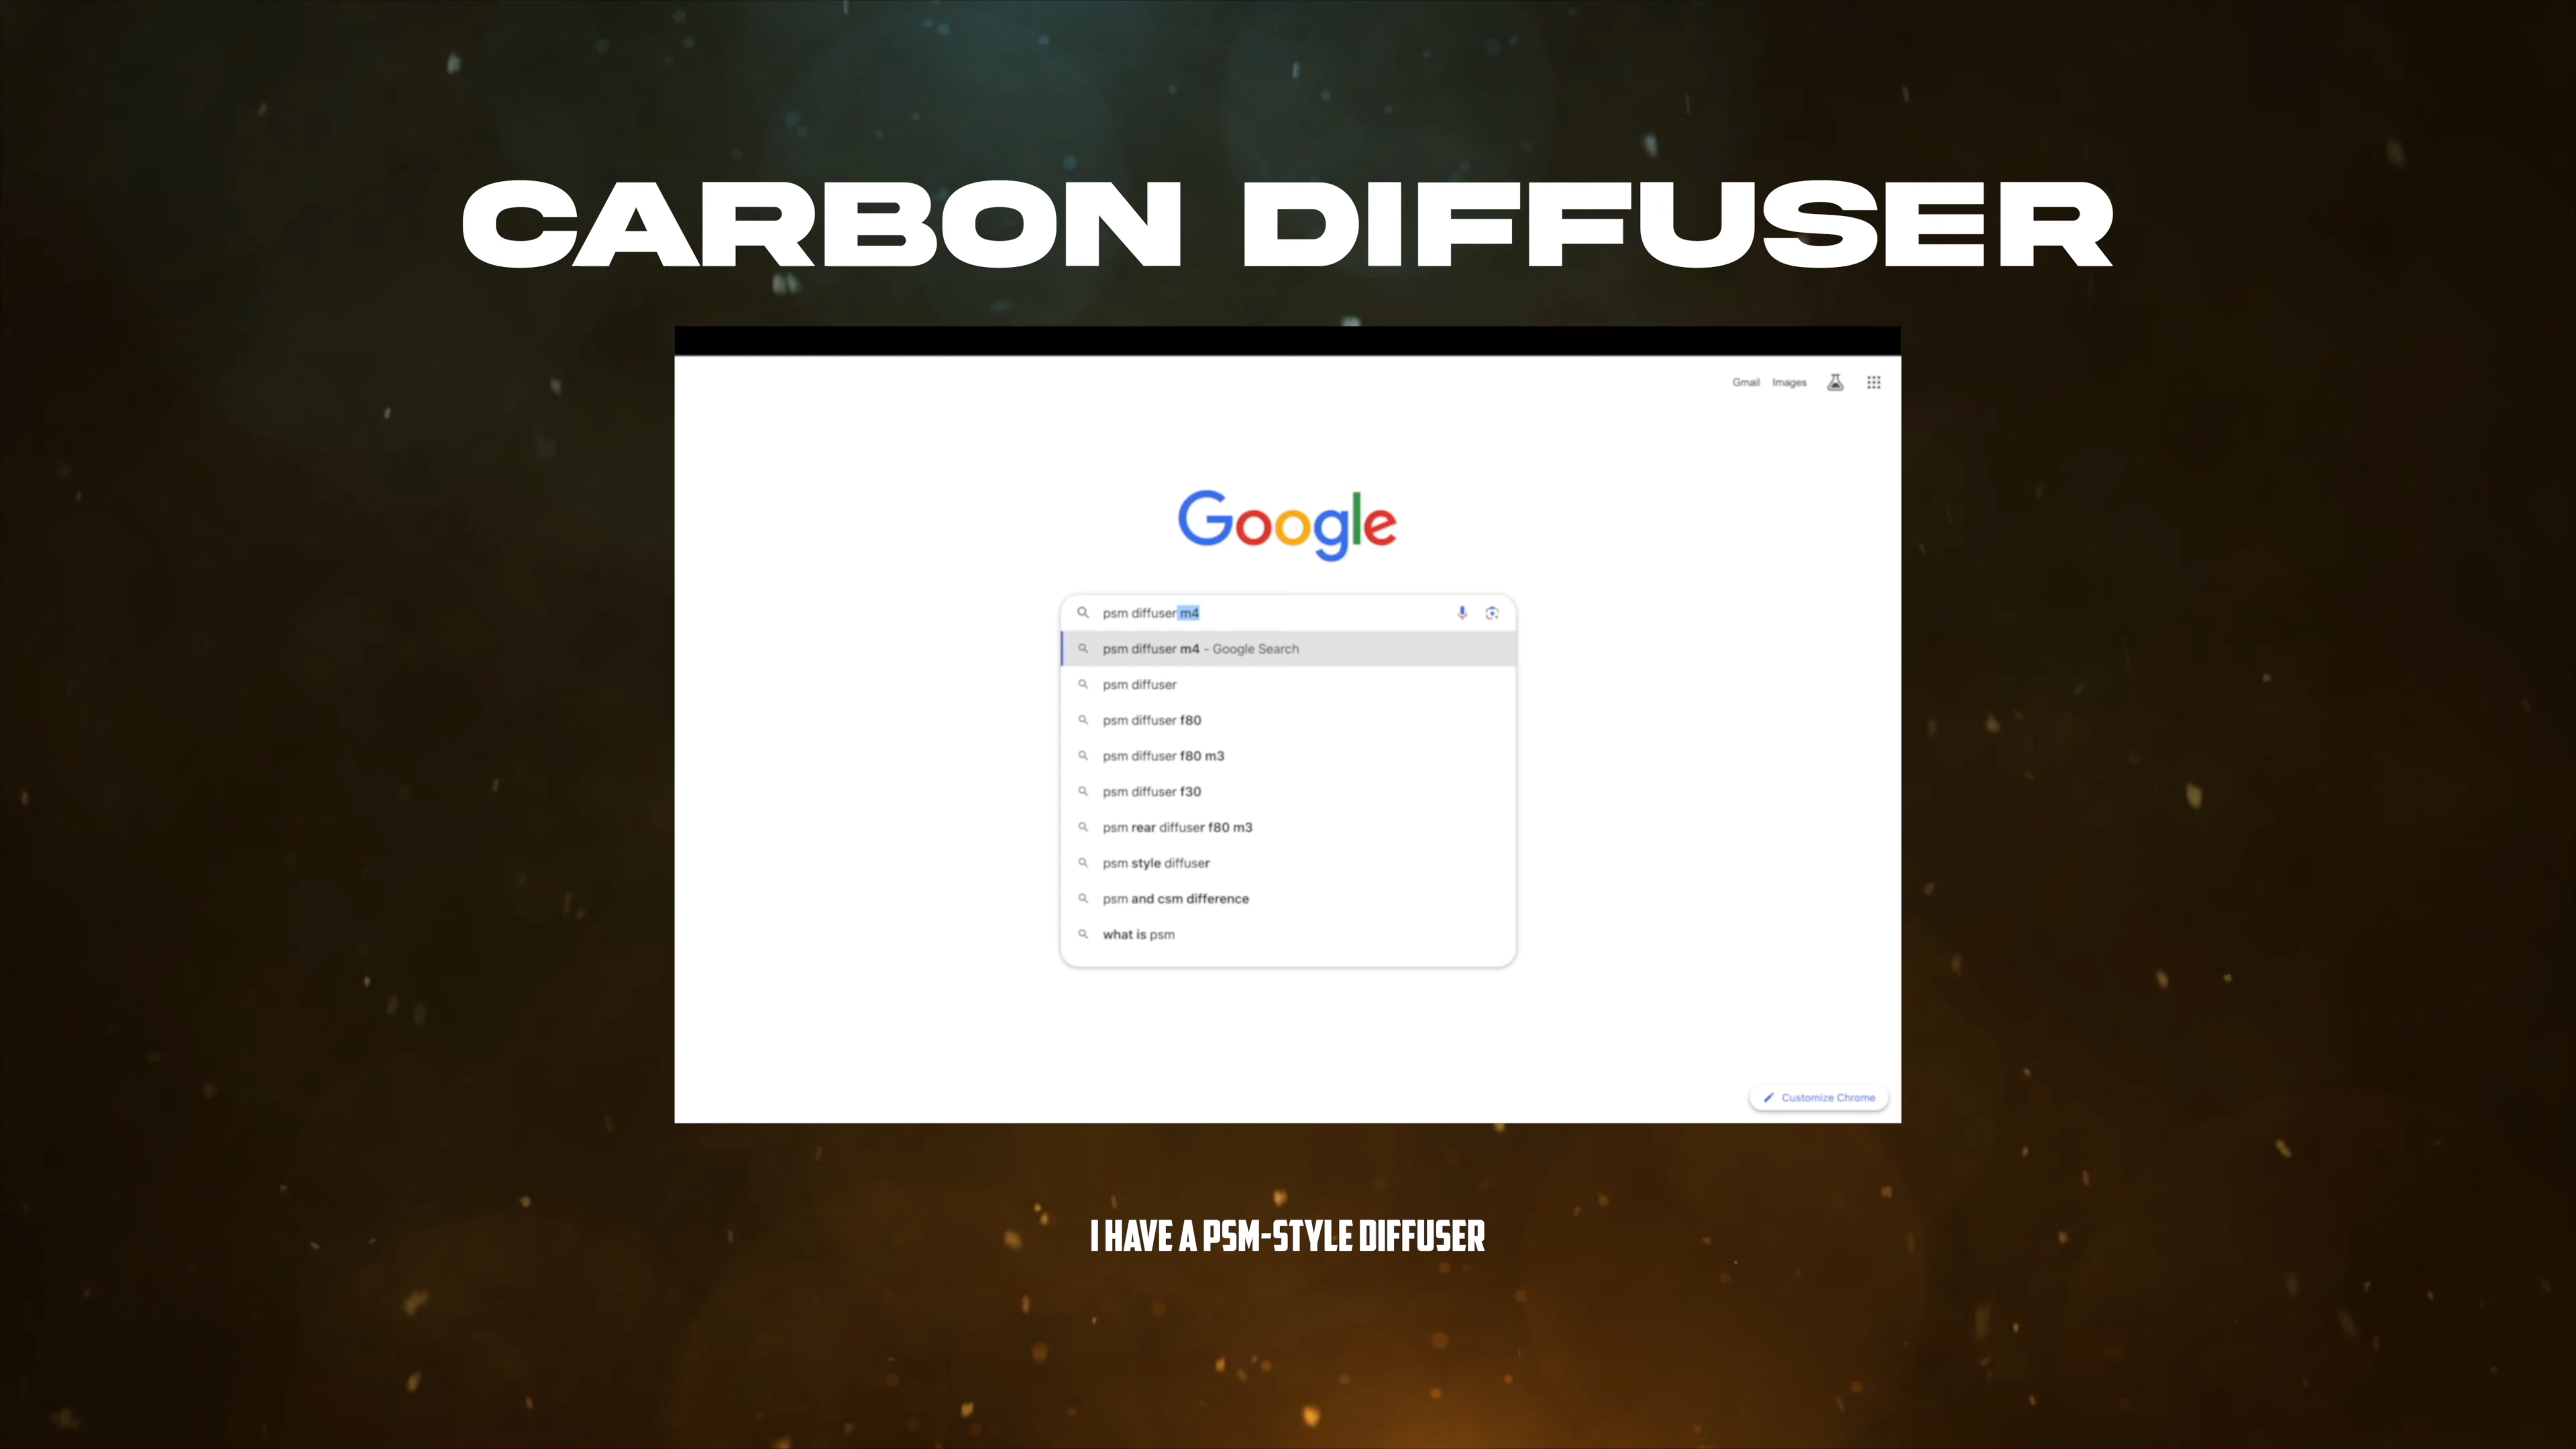 CARBON DIFFUSER
Gmail Images
Google
psm diffuser m4
psm diffuser m4 - Google Search
psm diffuser
psm diffuser f80
psm diffuser f80 m3
psm diffuser f30
psm rear diffuser f80 m3
psm style diffuser
psm and csm difference
what is psm
Customize Chrome
I HAVE A PSM-STYLE DIFFUSER